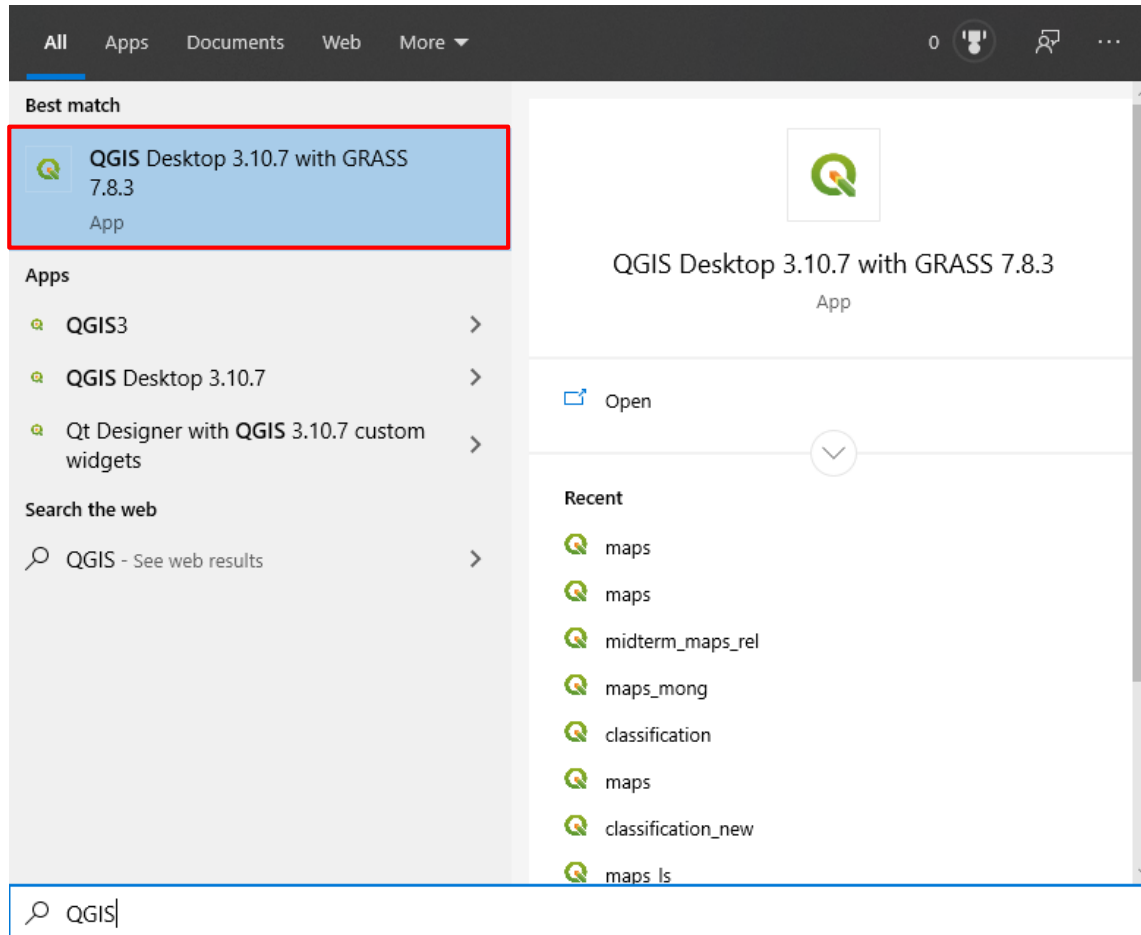 All Apps Documents Web More 0 ...
Best match
QGIS Desktop 3.10.7 with GRASS
7.8.3
App
Apps
QGIS3
QGIS Desktop 3.10.7
Qt Designer with QGIS 3.10.7 custom
widgets
Search the web
QGIS - See web results
QGIS Desktop 3.10.7 with GRASS 7.8.3
App
Open
Recent
maps
maps
midterm_maps_rel
maps_mong
classification
maps
classification_new
maps_ls
QGIS